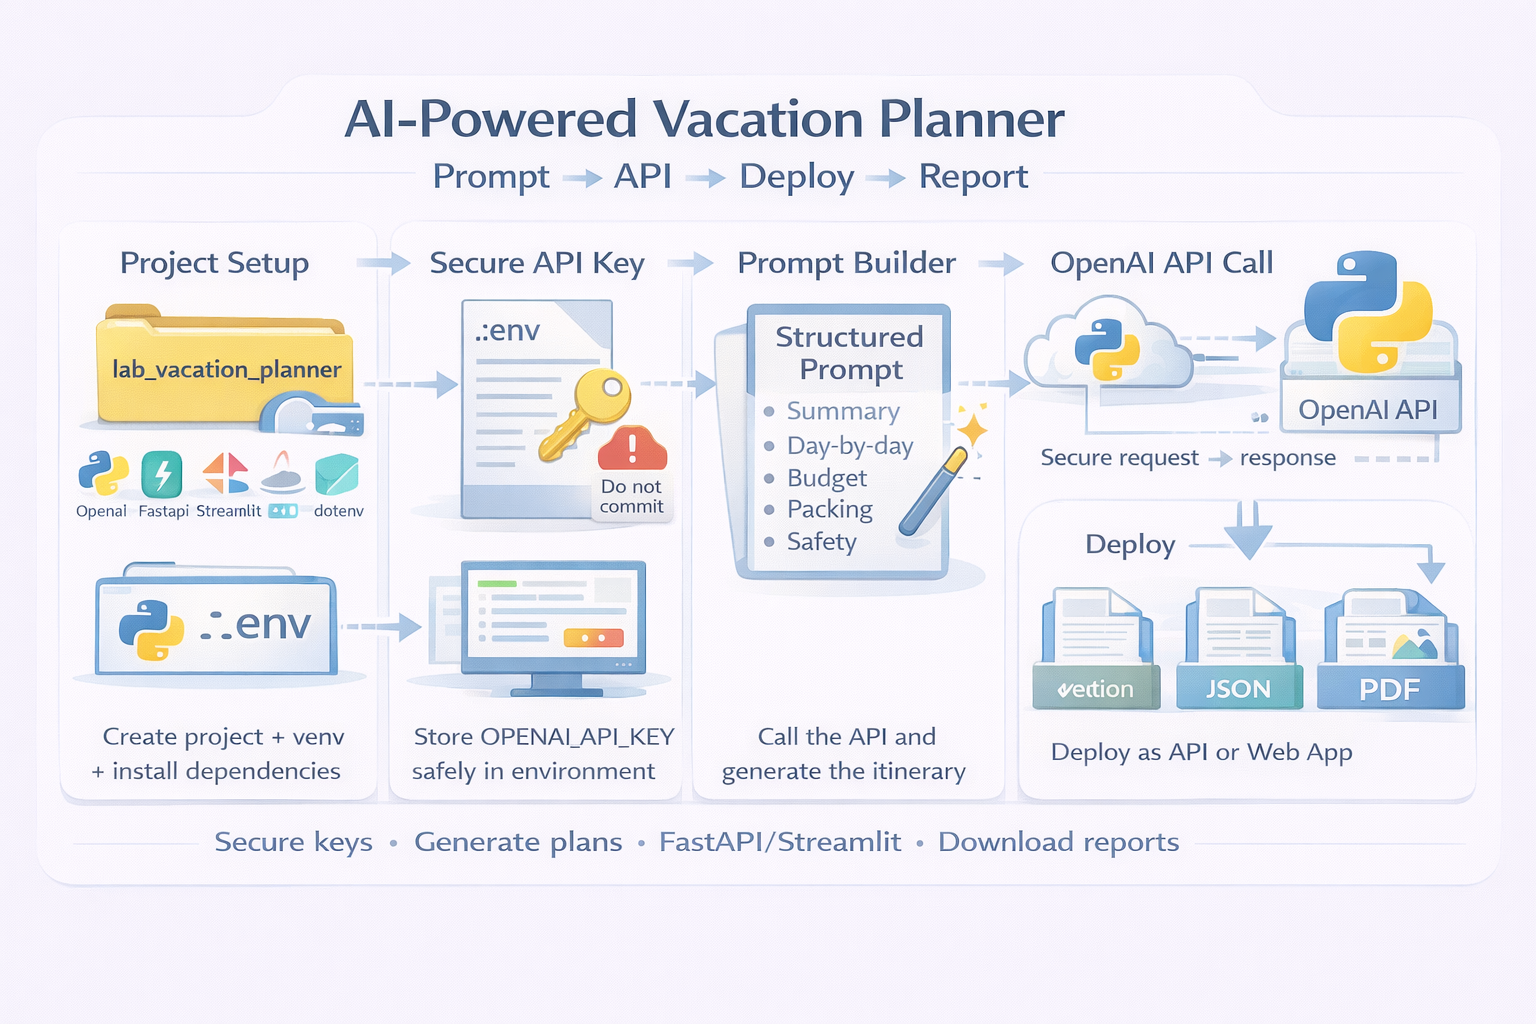 AI-Powered Vacation Planner
Prompt → API → Deploy → Report
Project Setup
lab_vacation_planner
Openai Fastapi Streamlit dotenv
.:env
Create project + venv
+ install dependencies
Secure API Key
.:env
Do not
commit
Store OPENAI_API_KEY
safely in environment
Prompt Builder
Structured
Prompt
• Summary
• Day-by-day
• Budget
• Packing
• Safety
Call the API and
generate the itinerary
OpenAI API Call
OpenAI API
Secure request → response
Deploy
JSON
PDF
Deploy as API or Web App
Secure keys • Generate plans • FastAPI/Streamlit • Download reports